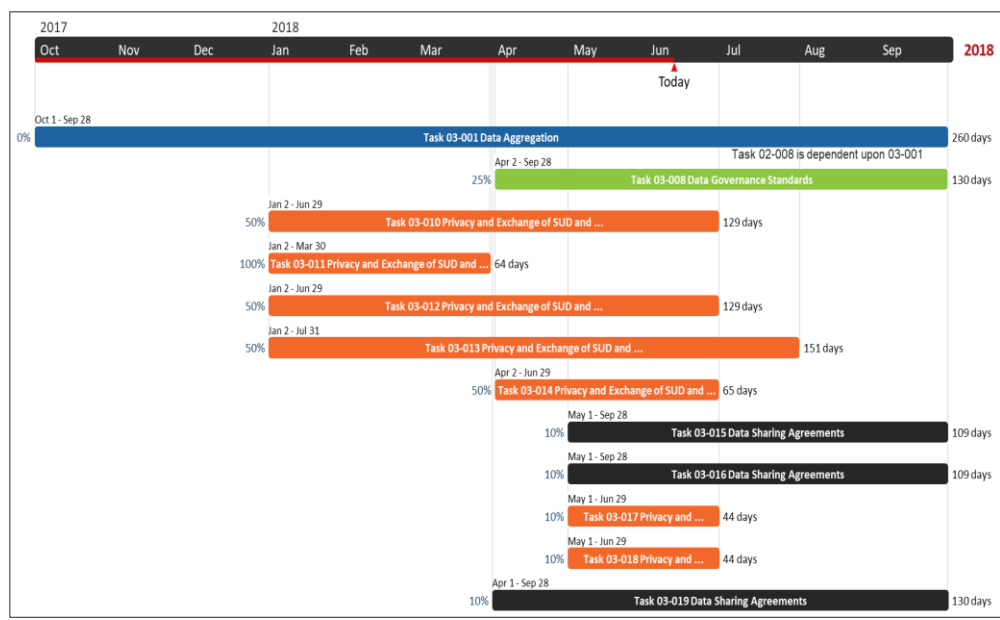 2017 2018
Oct Nov Dec Jan Feb Mar Apr May Jun Jul Aug Sep 2018
Today
Oct 1 - Sep 28
0% Task 03-001 Data Aggregation 260 days
Task 02-008 is dependent upon 03-001
Apr 2 - Sep 28
25% Task 03-008 Data Governance Standards 130 days
Jan 2 - Jun 29
50% Task 03-010 Privacy and Exchange of SUD and ... 129 days
Jan 2 - Mar 30
100% Task 03-011 Privacy and Exchange of SUD and ... 64 days
Jan 2 - Jun 29
50% Task 03-012 Privacy and Exchange of SUD and ... 129 days
Jan 2 - Jul 31
50% Task 03-013 Privacy and Exchange of SUD and ... 151 days
Apr 2 - Jun 29
50% Task 03-014 Privacy and Exchange of SUD and ... 65 days
May 1 - Sep 28
10% Task 03-015 Data Sharing Agreements 109 days
May 1 - Sep 28
10% Task 03-016 Data Sharing Agreements 109 days
May 1 - Jun 29
10% Task 03-017 Privacy and ... 44 days
May 1 - Jun 29
10% Task 03-018 Privacy and ... 44 days
Apr 1 - Sep 28
10% Task 03-019 Data Sharing Agreements 130 days